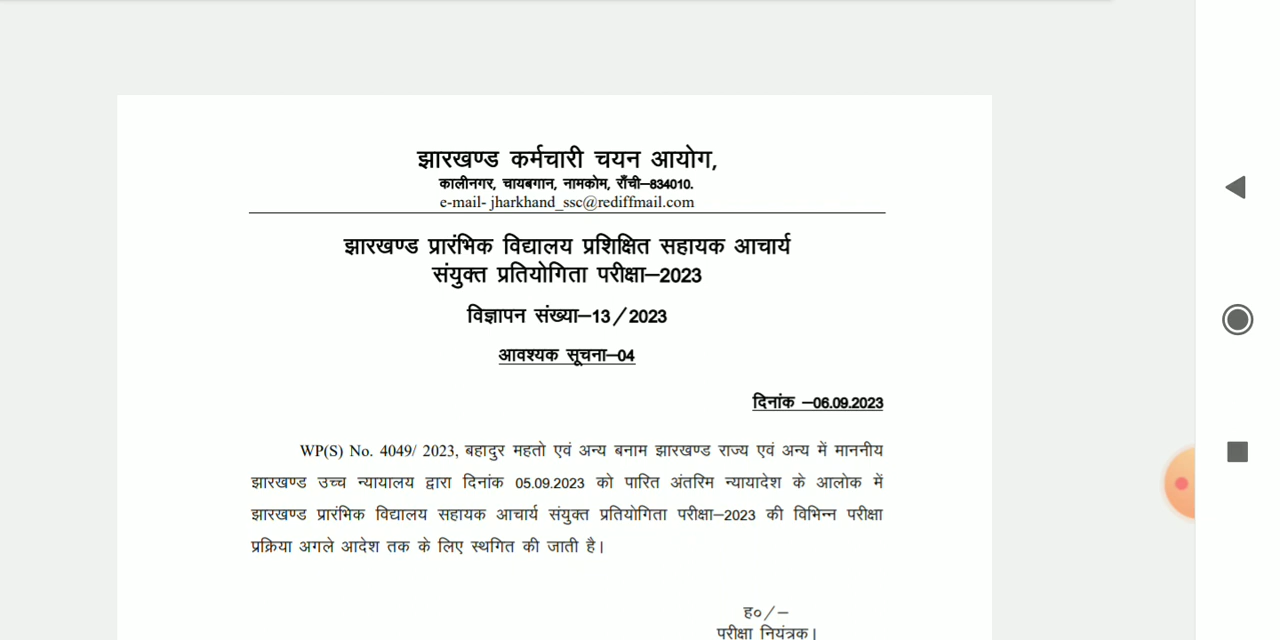 झारखण्ड कर्मचारी चयन आयोग,
कालीनगर, चायबगान, नामकोम, राँची–834010.
e-mail- jharkhand_ssc@rediffmail.com
झारखण्ड प्रारंभिक विद्यालय प्रशिक्षित सहायक आचार्य
संयुक्त प्रतियोगिता परीक्षा–2023
विज्ञापन संख्या–13/2023
आवश्यक सूचना–04
दिनांक –06.09.2023
WP(S) No. 4049/ 2023, बहादुर महतो एवं अन्य बनाम झारखण्ड राज्य एवं अन्य में माननीय
झारखण्ड उच्च न्यायालय द्वारा दिनांक 05.09.2023 को पारित अंतरिम न्यायादेश के आलोक में
झारखण्ड प्रारंभिक विद्यालय सहायक आचार्य संयुक्त प्रतियोगिता परीक्षा–2023 की विभिन्न परीक्षा
प्रक्रिया अगले आदेश तक के लिए स्थगित की जाती है।
ह०/–
परीक्षा नियंत्रक।